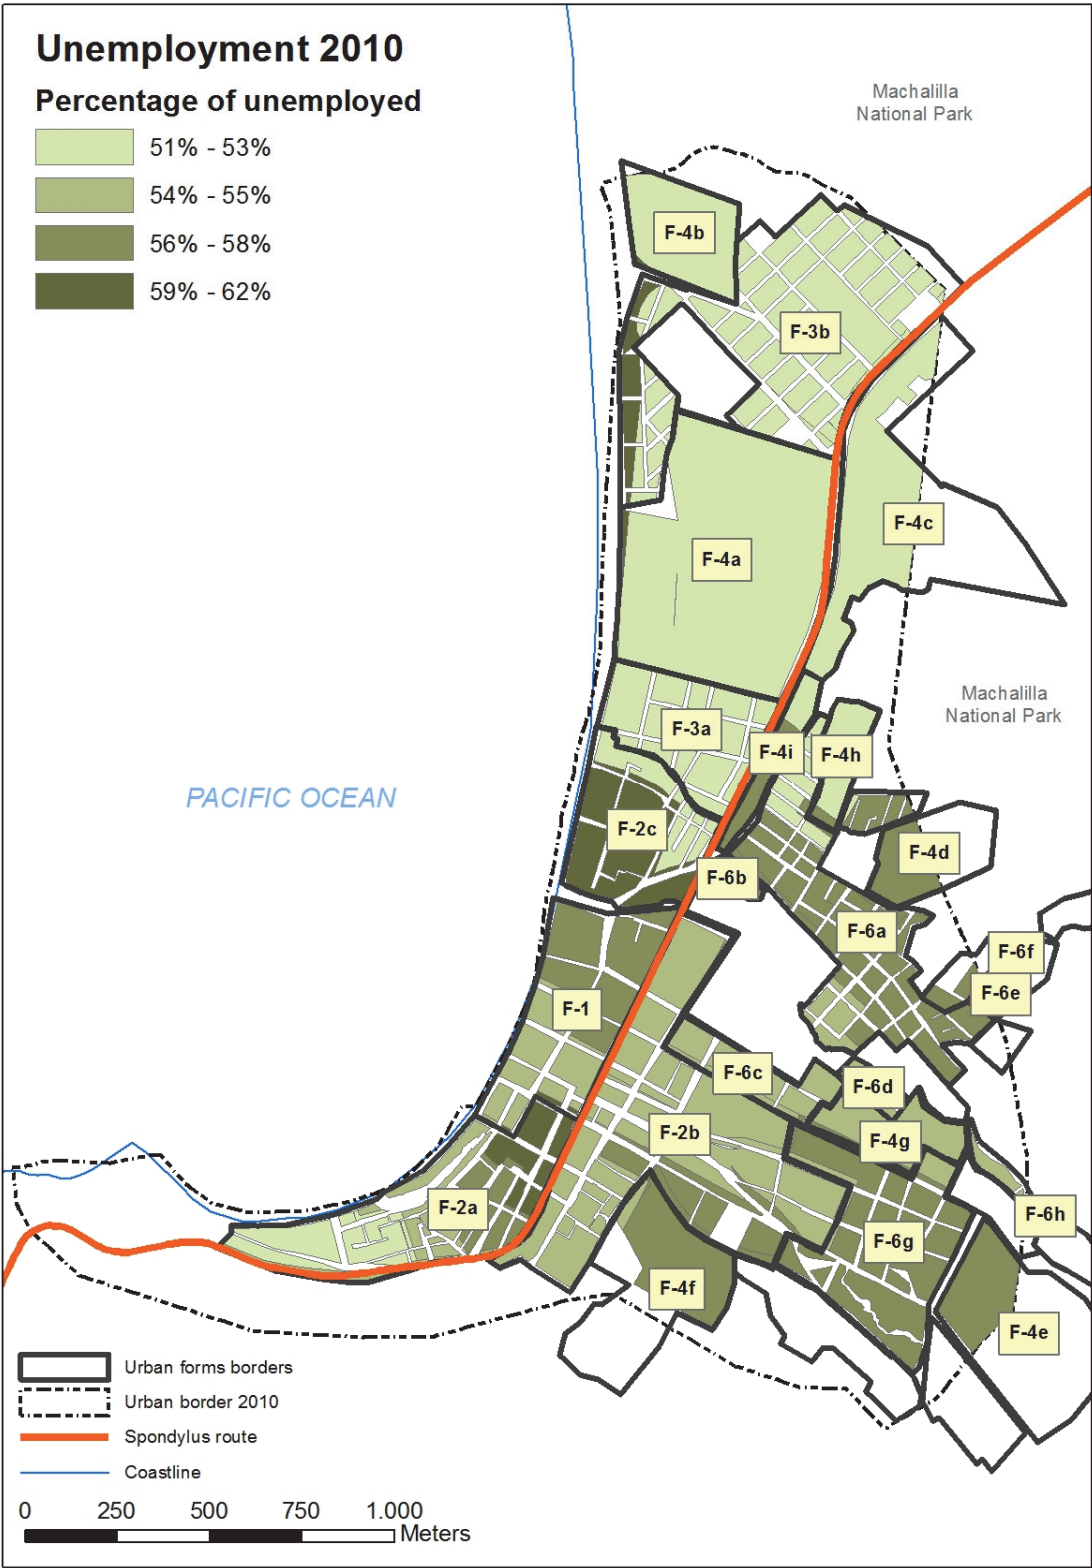 Unemployment 2010
Percentage of unemployed
51% - 53%
54% - 55%
56% - 58%
59% - 62%
Machalilla
National Park
F-4b
F-3b
F-4c
F-4a
Machalilla
National Park
F-3a
F-4i
F-4h
PACIFIC OCEAN
F-2c
F-4d
F-6b
F-6a
F-6f
F-6e
F-1
F-6c
F-6d
F-2b
F-4g
F-2a
F-6h
F-6g
F-4f
F-4e
Urban forms borders
Urban border 2010
Spondylus route
Coastline
0 250 500 750 1.000
Meters